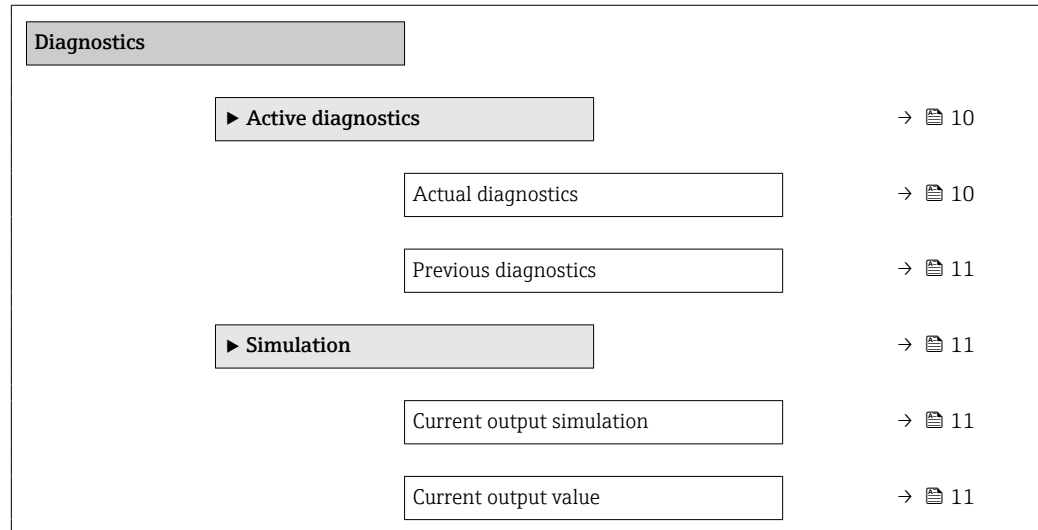 Diagnostics
► Active diagnostics → 🖹 10
Actual diagnostics → 🖹 10
Previous diagnostics → 🖹 11
► Simulation → 🖹 11
Current output simulation → 🖹 11
Current output value → 🖹 11